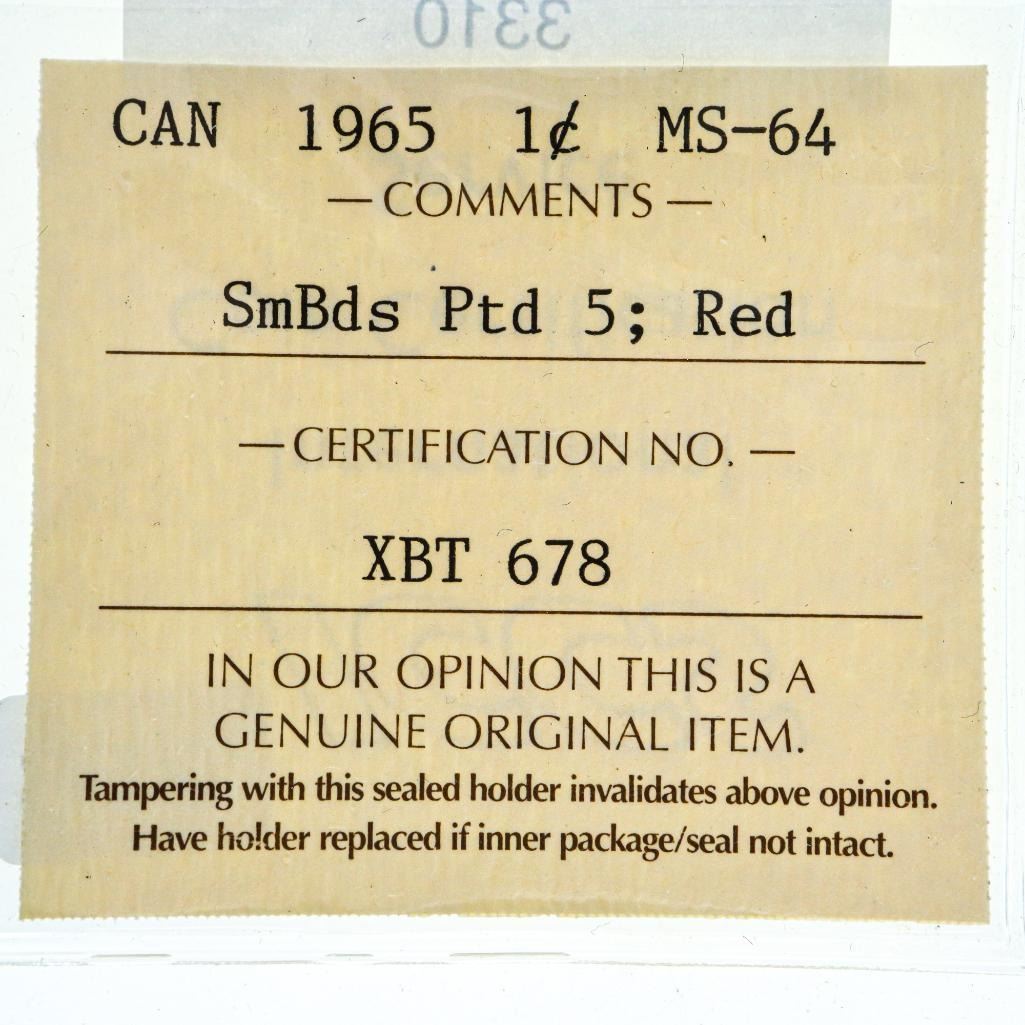 3310
CAN 1965 1¢ MS-64
— COMMENTS —
SmBds Ptd 5; Red
— CERTIFICATION NO. —
XBT 678
IN OUR OPINION THIS IS A
GENUINE ORIGINAL ITEM.
Tampering with this sealed holder invalidates above opinion.
Have holder replaced if inner package/seal not intact.